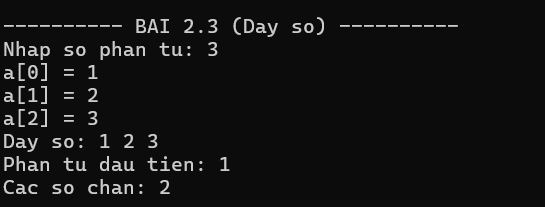 ---------- BAI 2.3 (Day so) ----------
Nhap so phan tu: 3
a[0] = 1
a[1] = 2
a[2] = 3
Day so: 1 2 3
Phan tu dau tien: 1
Cac so chan: 2